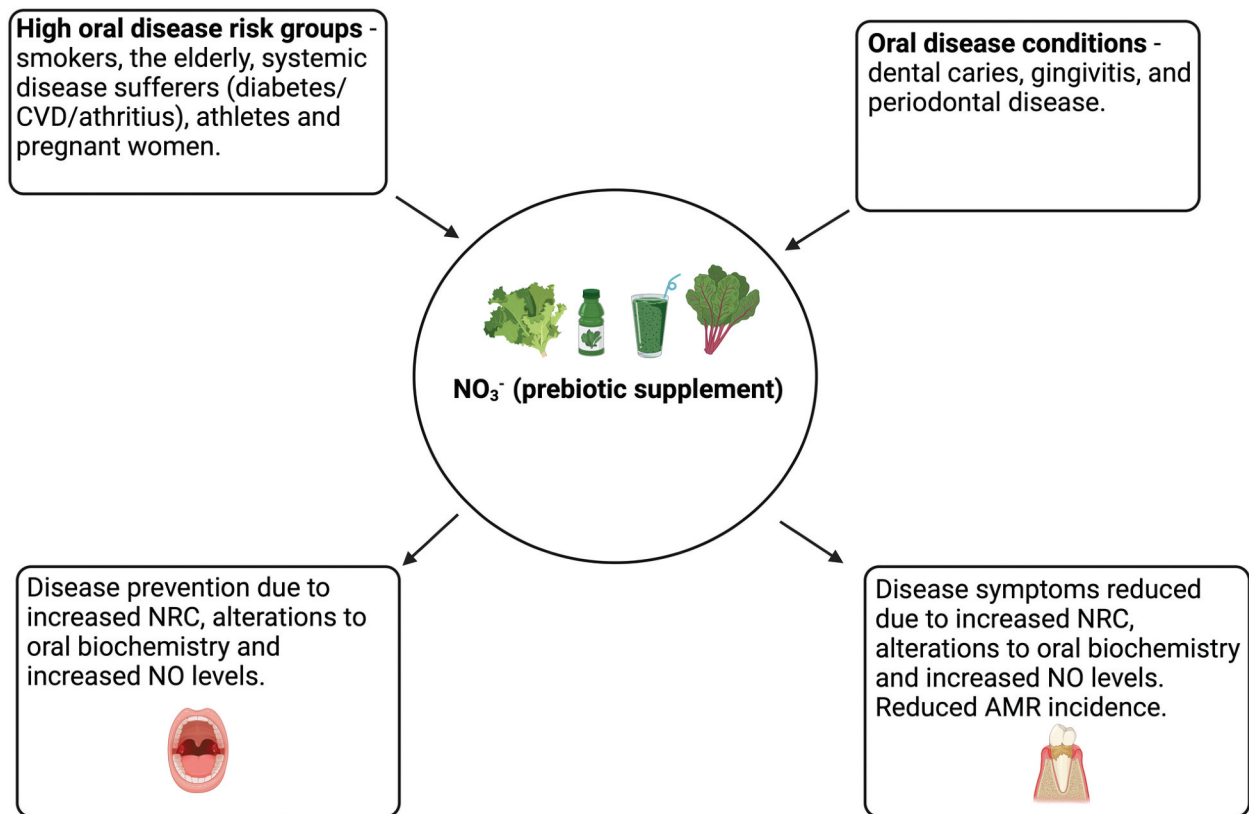 High oral disease risk groups -
smokers, the elderly, systemic
disease sufferers (diabetes/
CVD/athritius), athletes and
pregnant women.
Oral disease conditions -
dental caries, gingivitis, and
periodontal disease.
NO₃⁻ (prebiotic supplement)
Disease prevention due to
increased NRC, alterations to
oral biochemistry and
increased NO levels.
Disease symptoms reduced
due to increased NRC,
alterations to oral biochemistry
and increased NO levels.
Reduced AMR incidence.